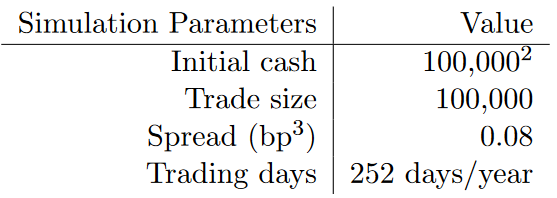 Simulation Parameters Value
Initial cash 100,000²
Trade size 100,000
Spread (bp³) 0.08
Trading days 252 days/year